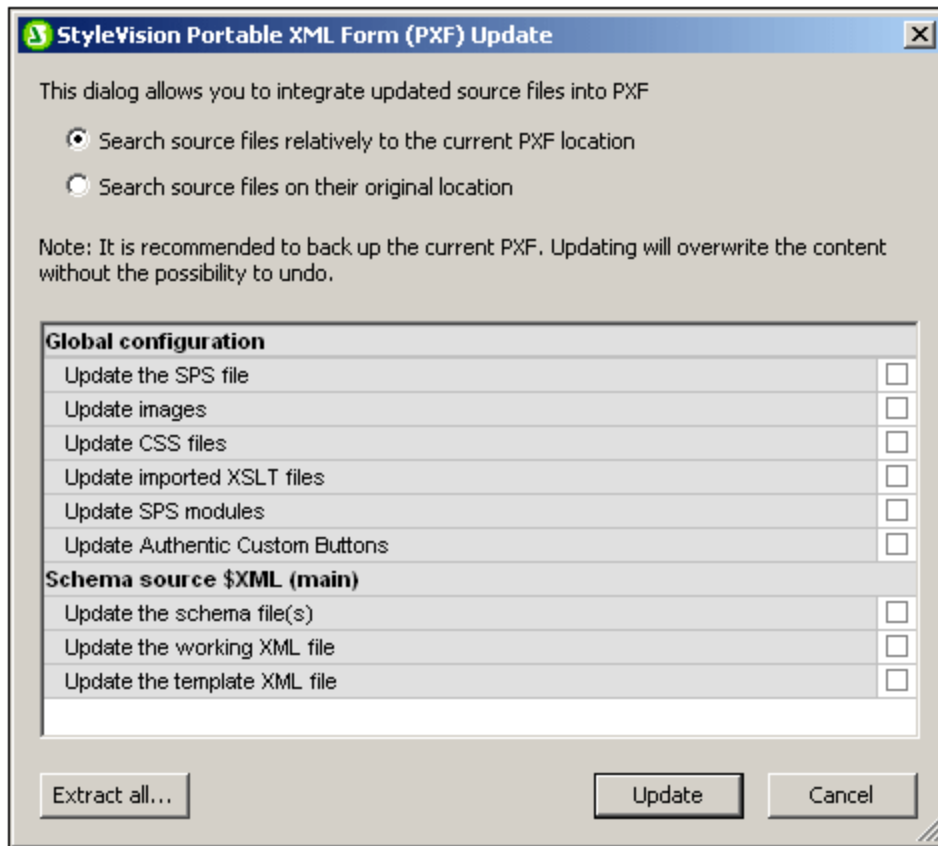 StyleVision Portable XML Form (PXF) Update
This dialog allows you to integrate updated source files into PXF
Search source files relatively to the current PXF location
Search source files on their original location
Note: It is recommended to back up the current PXF. Updating will overwrite the content
without the possibility to undo.
Global configuration
Update the SPS file
Update images
Update CSS files
Update imported XSLT files
Update SPS modules
Update Authentic Custom Buttons
Schema source $XML (main)
Update the schema file(s)
Update the working XML file
Update the template XML file
Extract all... Update Cancel